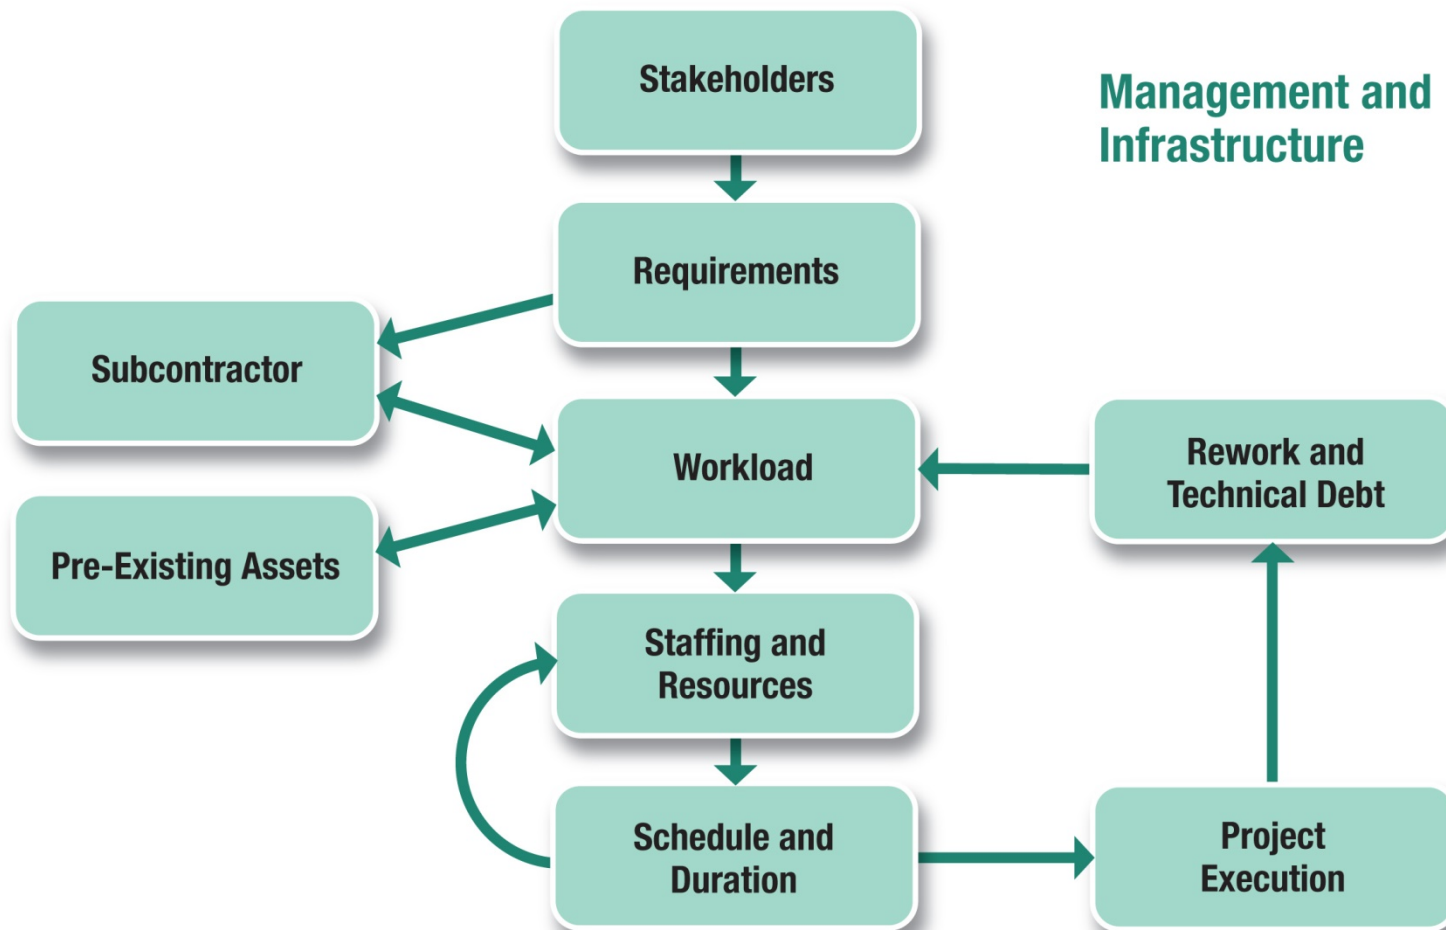 Stakeholders
Management and
Infrastructure
Requirements
Subcontractor
Workload
Rework and
Technical Debt
Pre-Existing Assets
Staffing and
Resources
Schedule and
Duration
Project
Execution